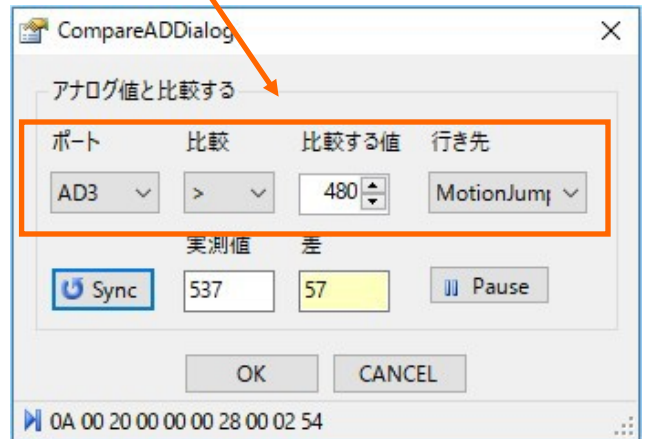 CompareADDialog
アナログ値と比較する
ポート 比較 比較する値 行き先
AD3 > 480 MotionJump
実測値 差
Sync 537 57 Pause
OK CANCEL
0A 00 20 00 00 00 28 00 02 54